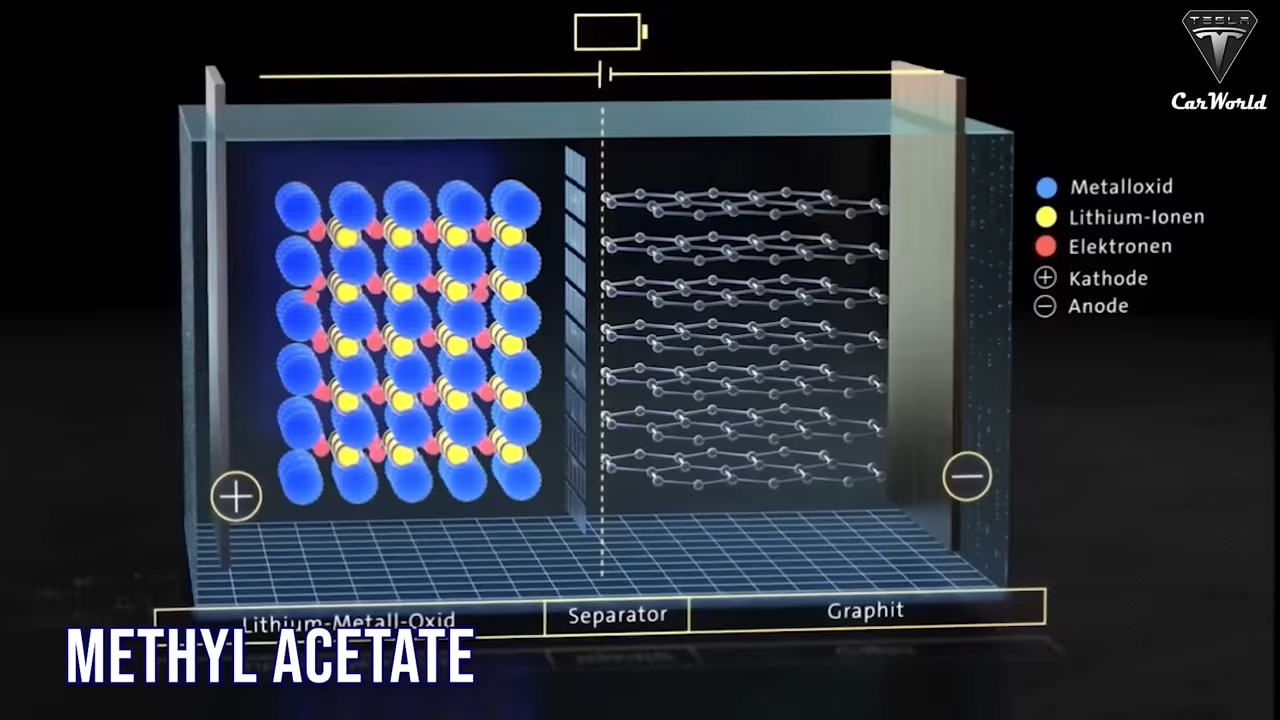 TESLA
CarWorld
Metalloxid
Lithium-Ionen
Elektronen
Kathode
Anode
Lithium-Metall-Oxid
Separator
Graphit
METHYL ACETATE